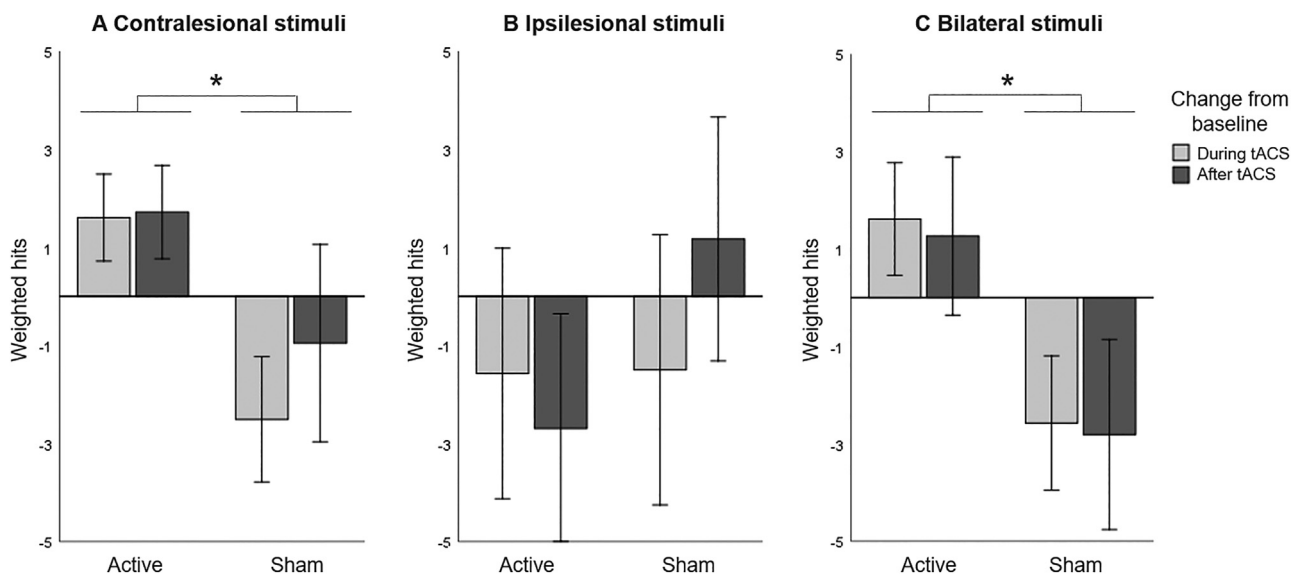 A Contralesional stimuli
B Ipsilesional stimuli
C Bilateral stimuli
5
3
1
-1
-3
-5
Weighted hits
*
Active
Sham
5
3
1
-1
-3
-5
Weighted hits
Active
Sham
5
3
1
-1
-3
-5
Weighted hits
*
Active
Sham
Change from
baseline
During tACS
After tACS